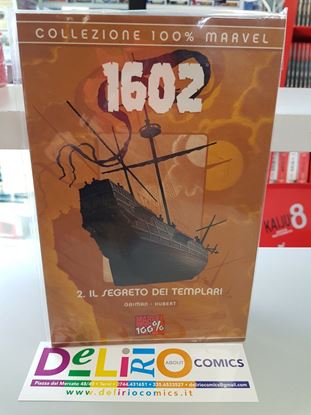 COLLEZIONE 100% MARVEL
1602
2. IL SEGRETO DEI TEMPLARI
GAIMAN - KUBERT
100%
KAIJU
8
DeLiRiO ABOUT COMICS
www.deliriocomics.it